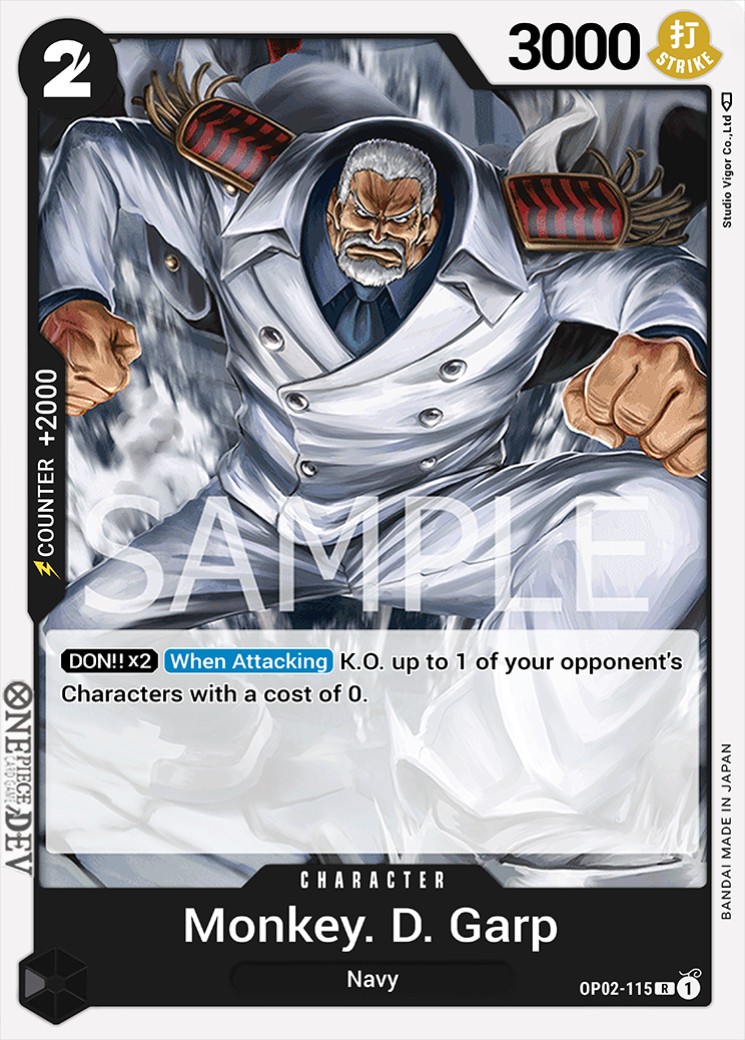 2
3000
打
STRIKE
Studio Vigor Co.,Ltd
COUNTER +2000
SAMPLE
DON!! x2 When Attacking K.O. up to 1 of your opponent's
Characters with a cost of 0.
ONE PIECE
CARD GAME
DEV
BANDAI MADE IN JAPAN
CHARACTER
Monkey. D. Garp
Navy
OP02-115 R 1